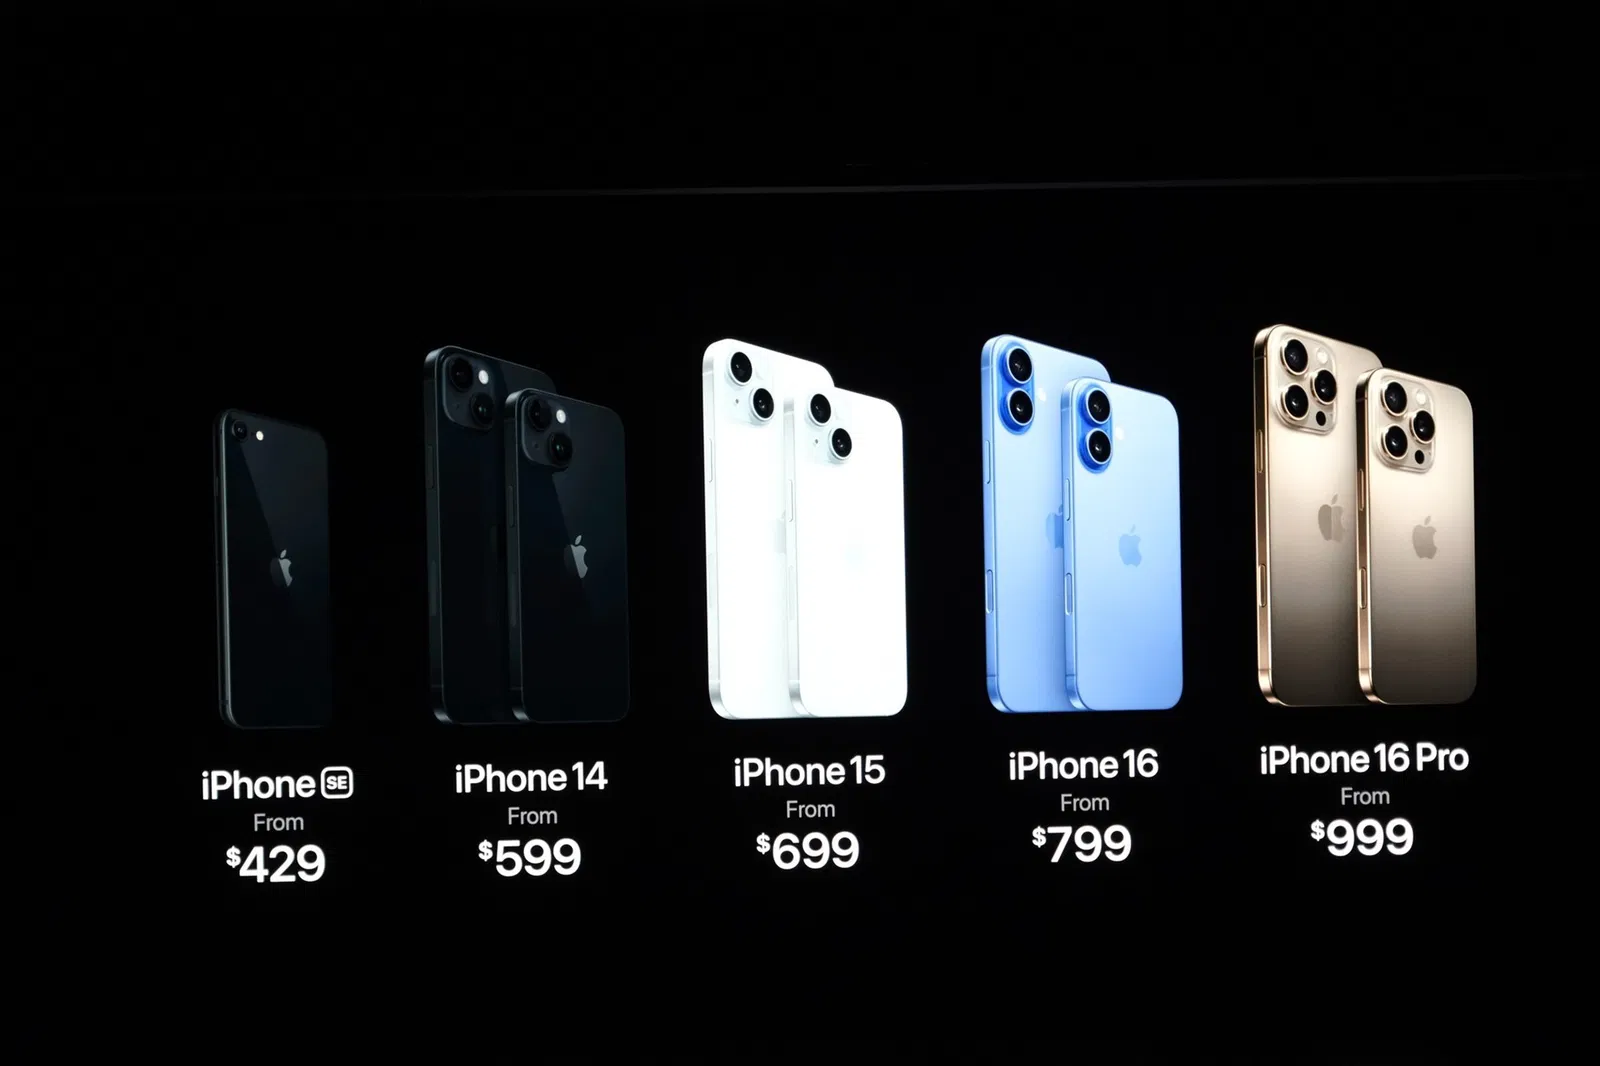 iPhone SE
From
$429
iPhone 14
From
$599
iPhone 15
From
$699
iPhone 16
From
$799
iPhone 16 Pro
From
$999